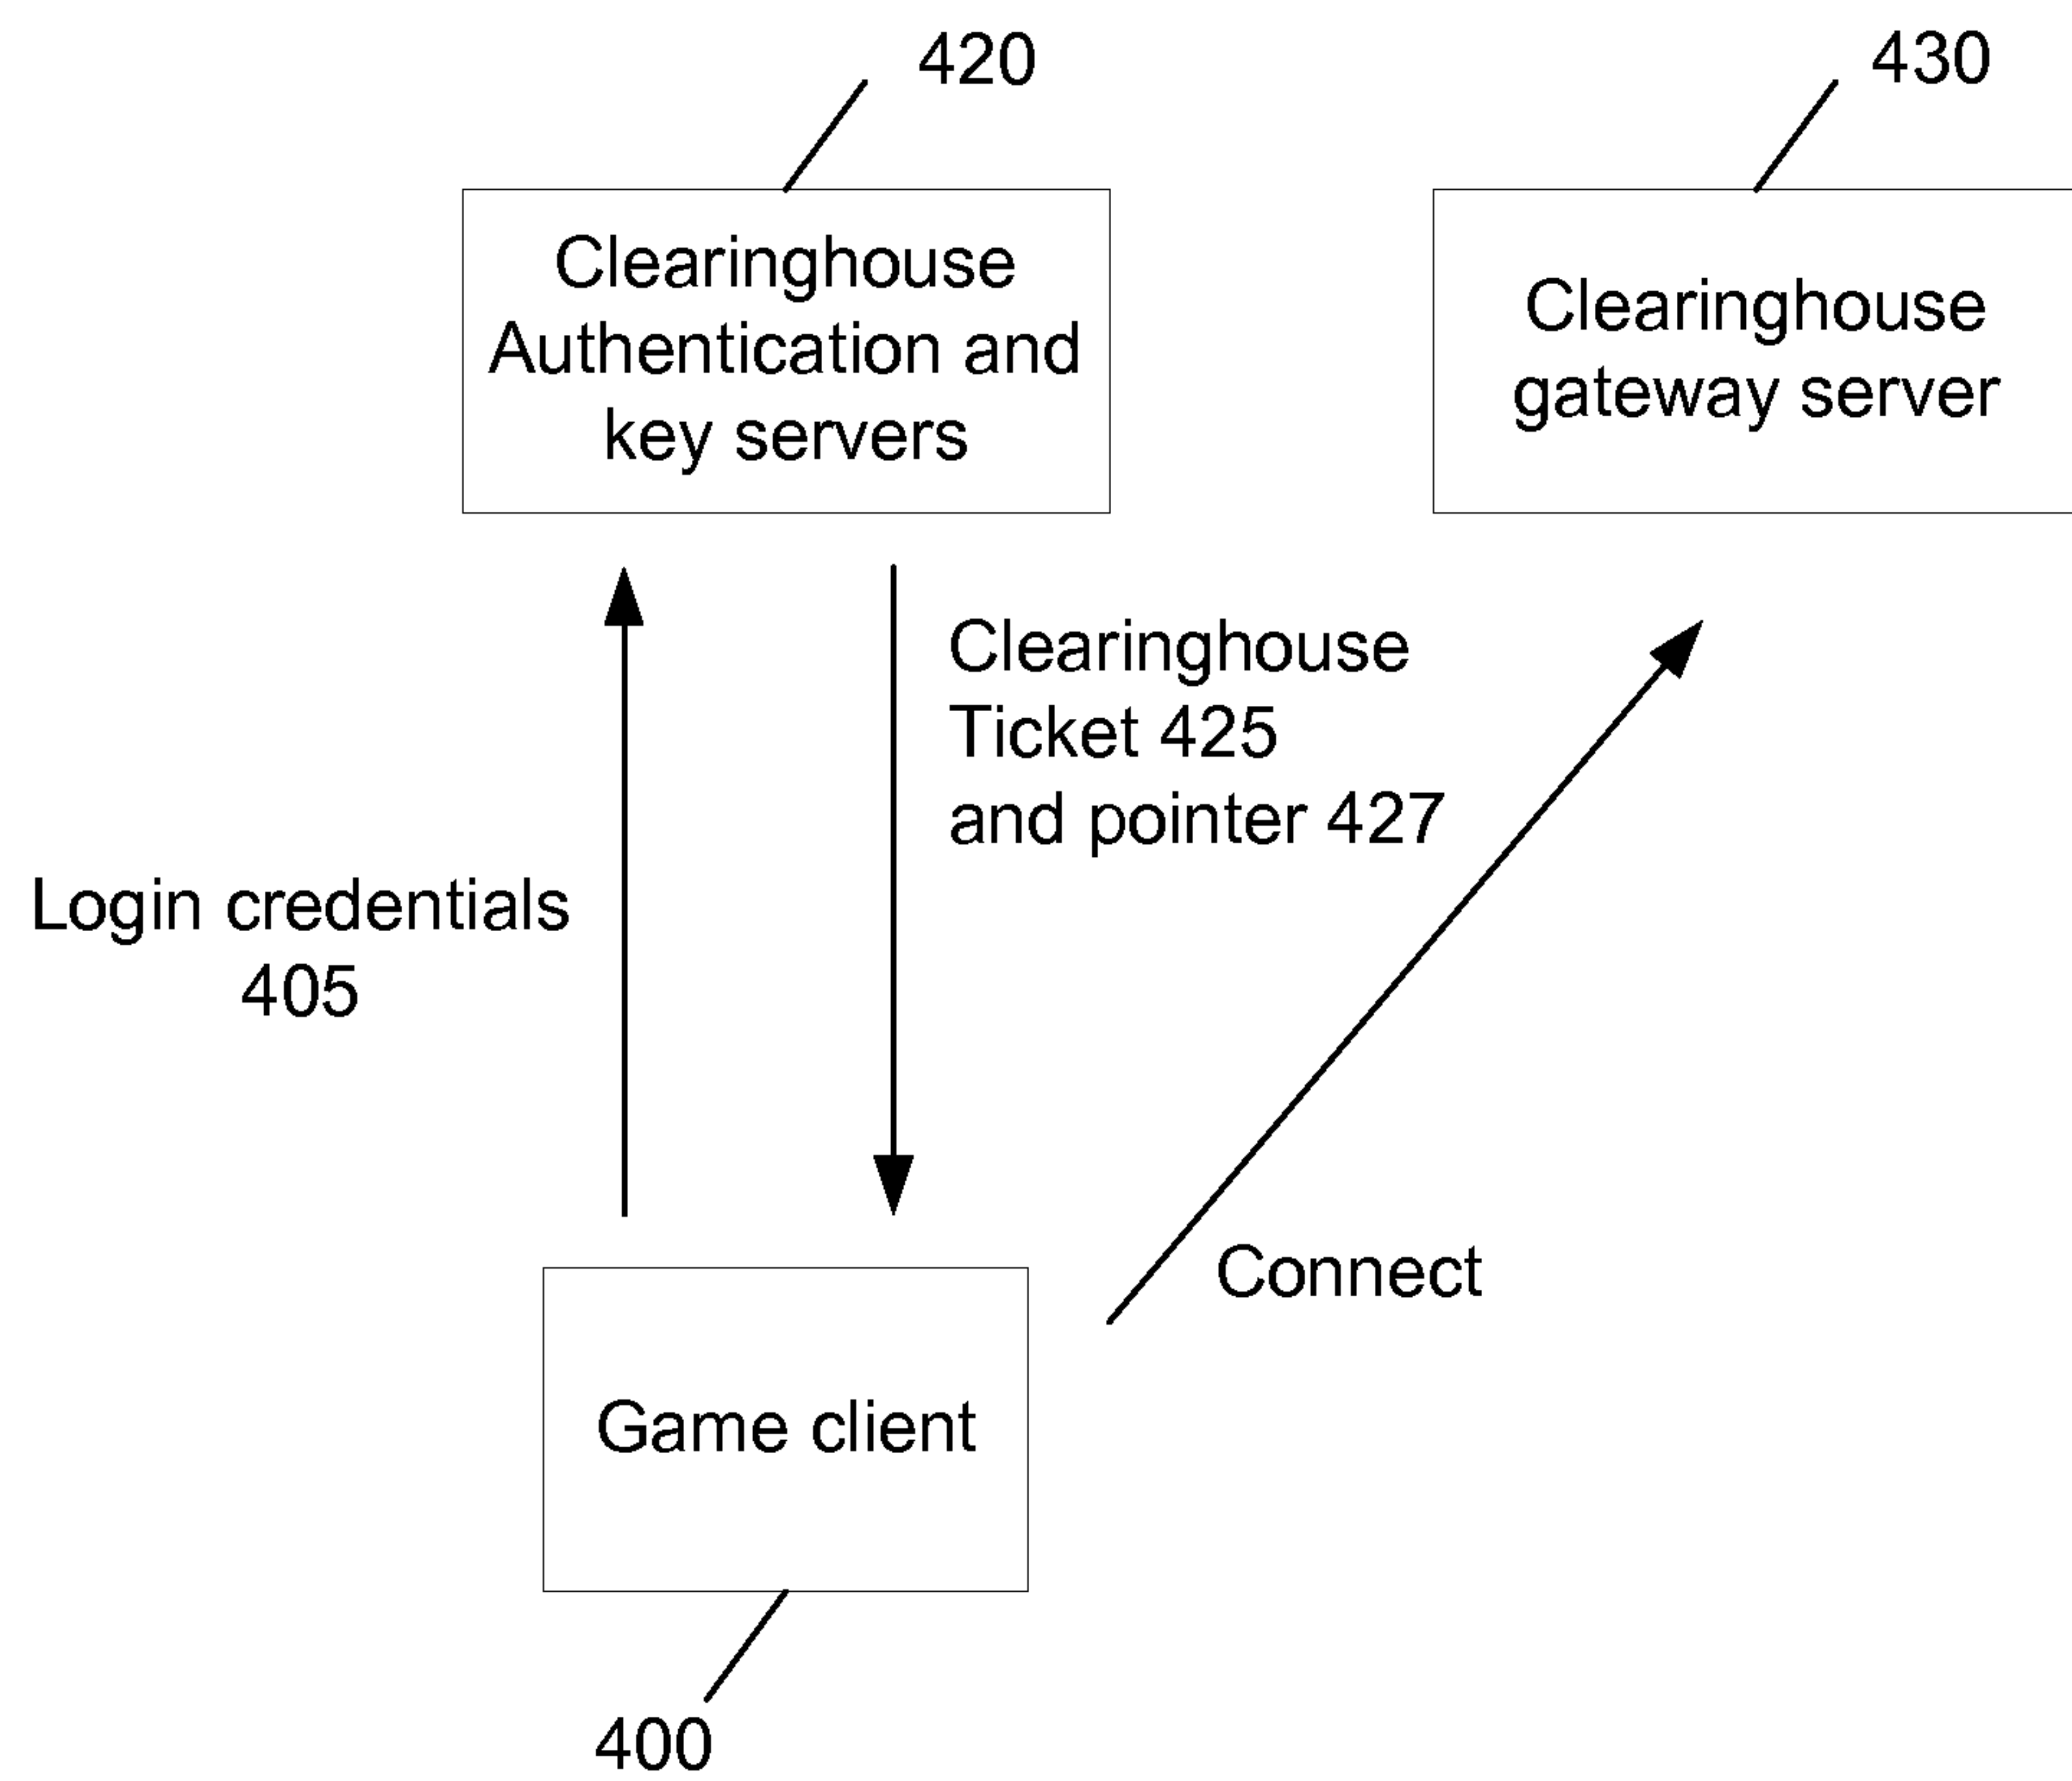 420
430
Clearinghouse
Authentication and
key servers
Clearinghouse
gateway server
Clearinghouse
Ticket 425
and pointer 427
Login credentials
405
Connect
Game client
400